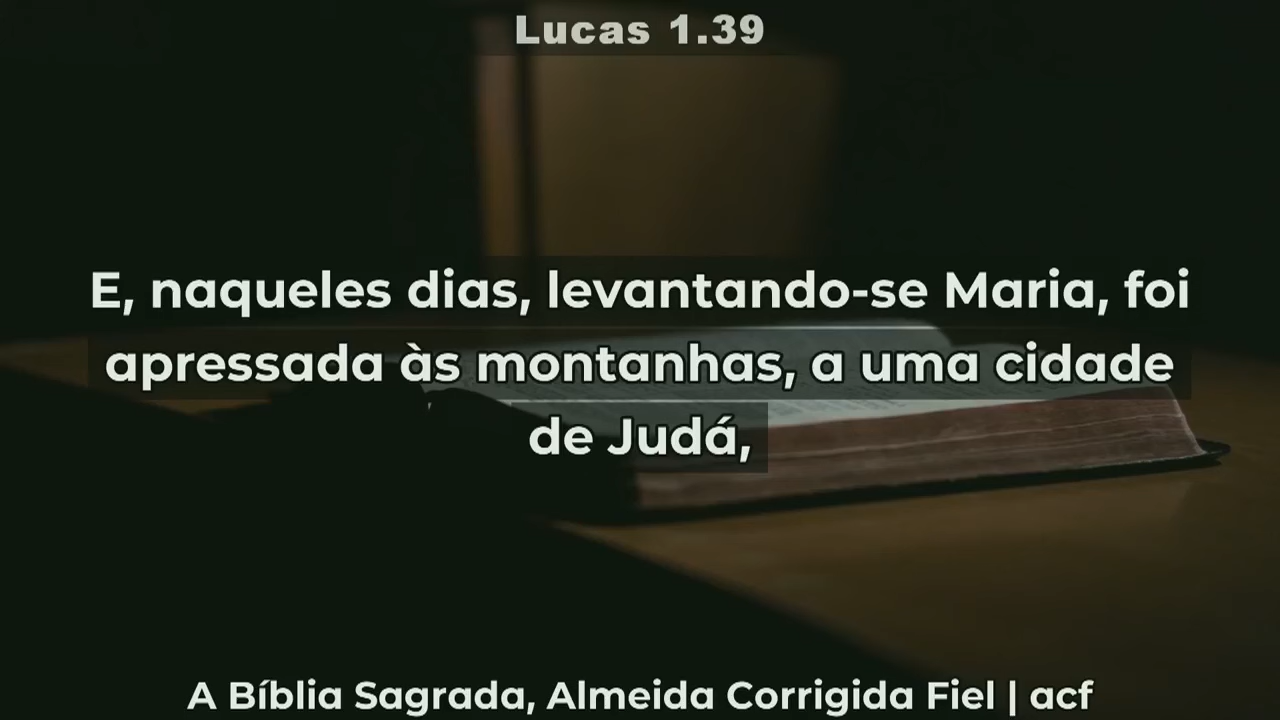 Lucas 1.39
E, naqueles dias, levantando-se Maria, foi
apressada às montanhas, a uma cidade
de Judá,
A Bíblia Sagrada, Almeida Corrigida Fiel | acf